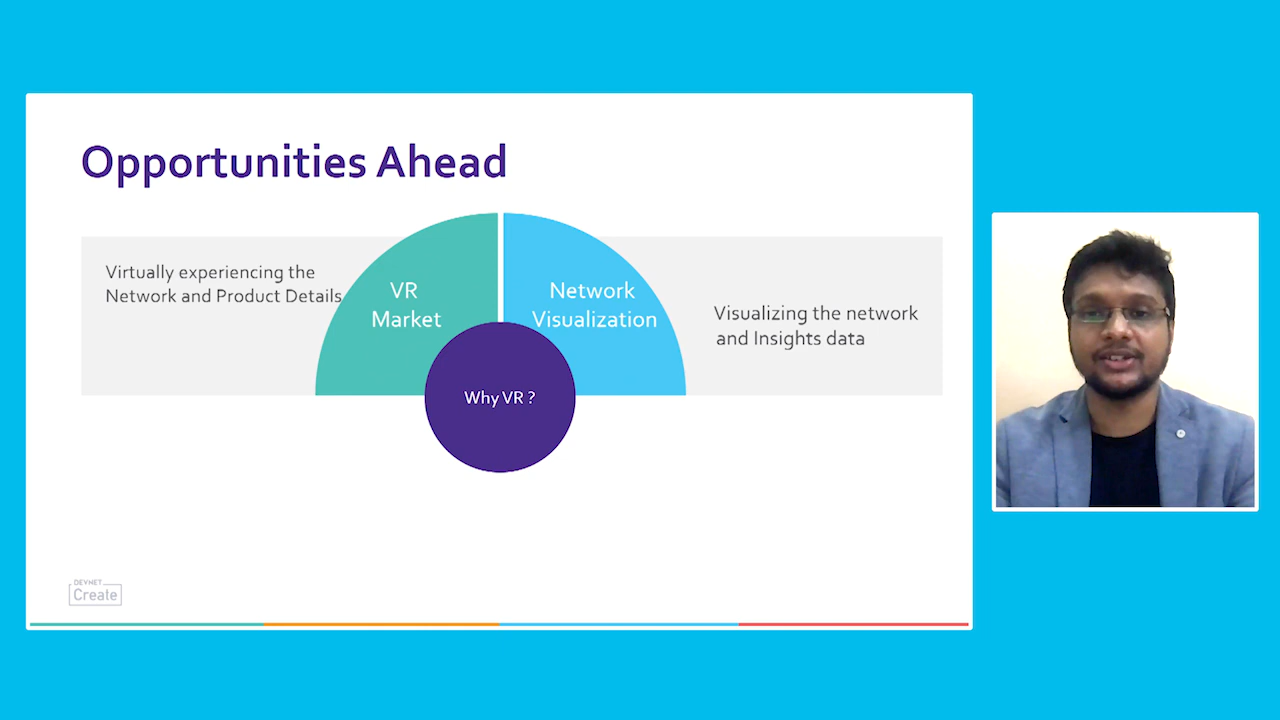 Opportunities Ahead
Virtually experiencing the
Network and Product Details
VR
Market
Network
Visualization
Visualizing the network
and Insights data
Why VR ?
DEVNET
Create